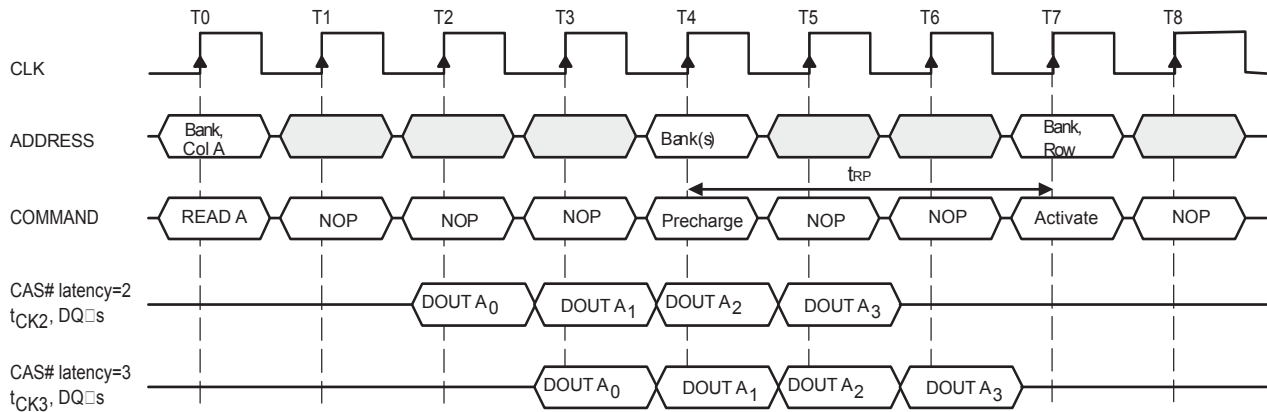 T0 T1 T2 T3 T4 T5 T6 T7 T8
CLK
ADDRESS
Bank,
Col A
Bank(s)
Bank,
Row
tRP
COMMAND READ A NOP NOP NOP Precharge NOP NOP Activate NOP
CAS# latency=2
tCK2, DQ□s
DOUT A0 DOUT A1 DOUT A2 DOUT A3
CAS# latency=3
tCK3, DQ□s
DOUT A0 DOUT A1 DOUT A2 DOUT A3